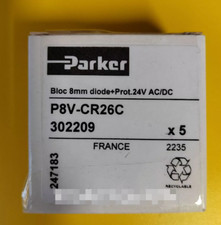 Parker
Bloc 8mm diode+Prot.24V AC/DC
P8V-CR26C
302209
x 5
FRANCE
2235
247183
RECYCLABLE